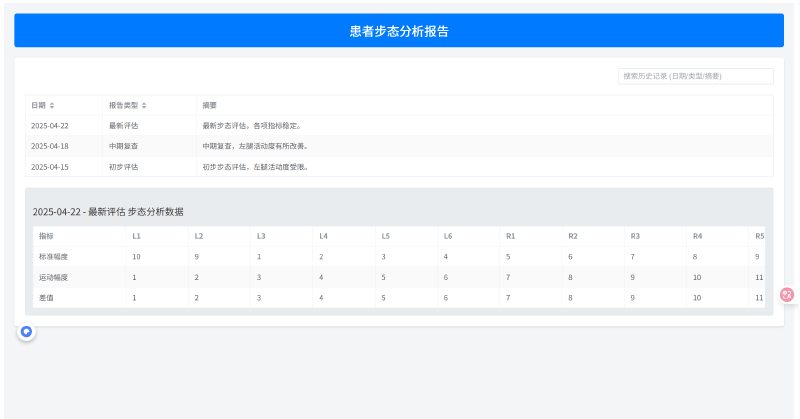 患者步态分析报告
搜索历史记录 (日期/类型/摘要)
日期 报告类型 摘要
2025-04-22 最新评估 最新步态评估，各项指标稳定。
2025-04-18 中期复查 中期复查，左腿活动度有所改善。
2025-04-15 初步评估 初步步态评估，左腿活动度受限。
2025-04-22 - 最新评估 步态分析数据
指标 L1 L2 L3 L4 L5 L6 R1 R2 R3 R4 R5
标准幅度 10 9 1 2 3 4 5 6 7 8 9
运动幅度 1 2 3 4 5 6 7 8 9 10 11
差值 1 2 3 4 5 6 7 8 9 10 11